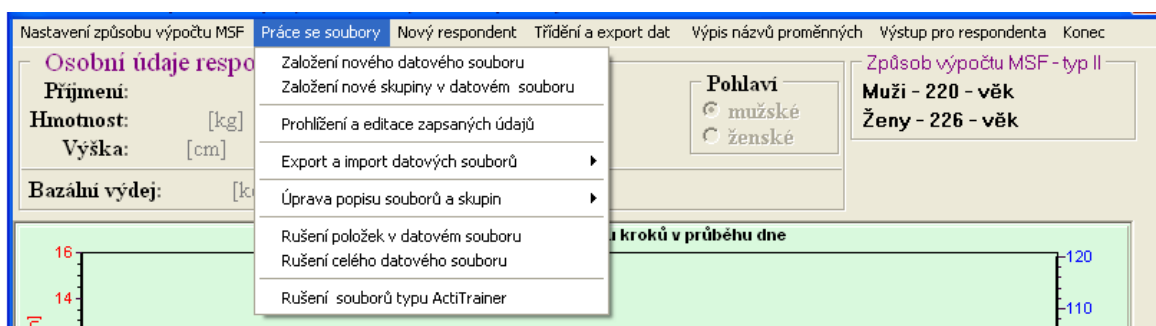 Nastavení způsobu výpočtu MSF Práce se soubory Nový respondent Třídění a export dat Výpis názvů proměnných Výstup pro respondenta Konec
Osobní údaje respo
Příjmení:
Hmotnost: [kg]
Výška: [cm]
Bazální výdej:
Založení nového datového souboru
Založení nové skupiny v datovém souboru
Prohlížení a editace zapsaných údajů
Export a import datových souborů
Úprava popisu souborů a skupin
Rušení položek v datovém souboru
Rušení celého datového souboru
Rušení souborů typu ActiTrainer
Pohlaví
mužské
ženské
Způsob výpočtu MSF - typ II
Muži - 220 - věk
Ženy - 226 - věk
kroků v průběhu dne
16
14
120
110